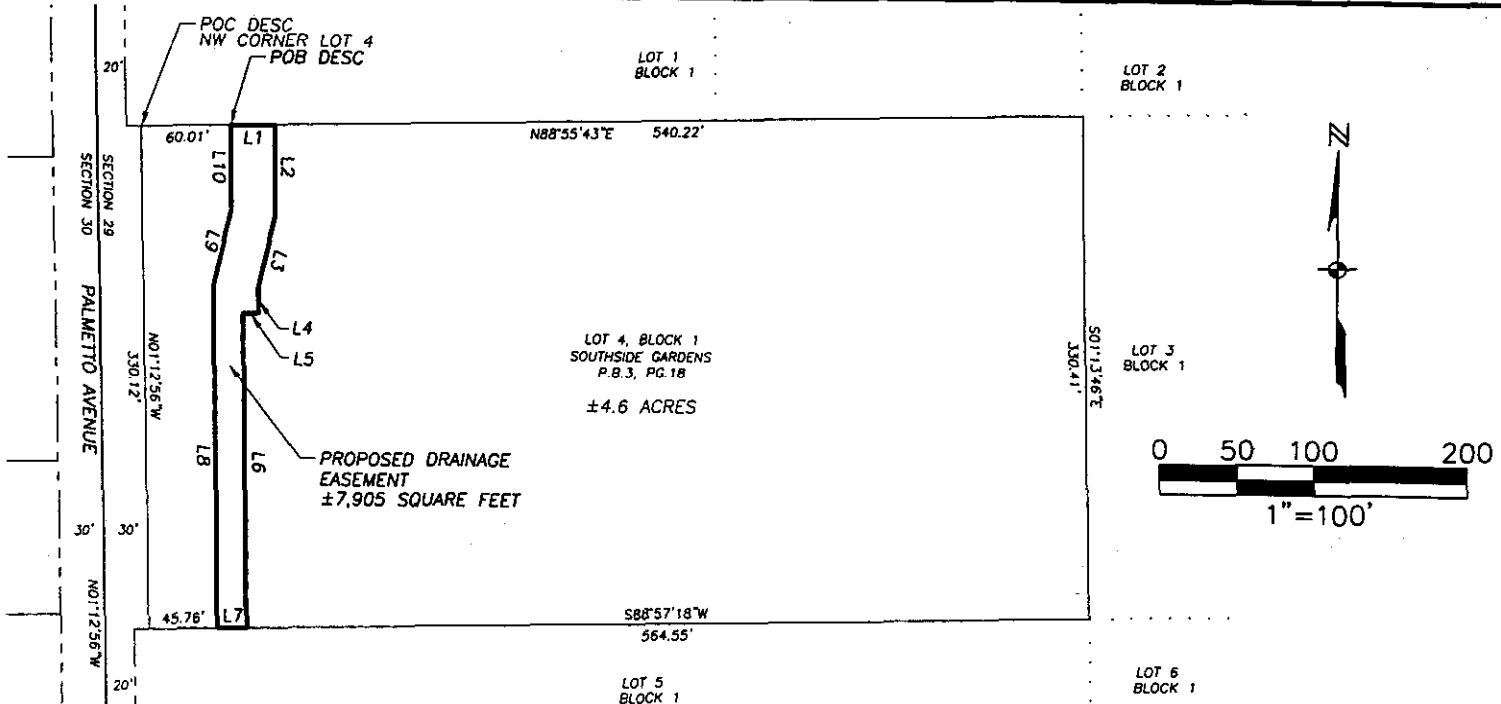 POC DESC
NW CORNER LOT 4
POB DESC
20'
LOT 1
BLOCK 1
LOT 2
BLOCK 1
60.01'
L1
N88°55'43"E 540.22'
N
L10
L2
SECTION 29
SECTION 30
L9
L3
PALMETTO AVENUE
L4
L5
N01°12'56"W
330.12'
LOT 4, BLOCK 1
SOUTHSIDE GARDENS
P.B.3, PG.18
±4.6 ACRES
S01°13'46"E
330.41'
LOT 3
BLOCK 1
L8
L6
PROPOSED DRAINAGE
EASEMENT
±7,905 SQUARE FEET
0 50 100 200
1"=100'
30'
30'
N01°12'56"W
45.76'
L7
S88°57'18"W
564.55'
20'
LOT 5
BLOCK 1
LOT 6
BLOCK 1